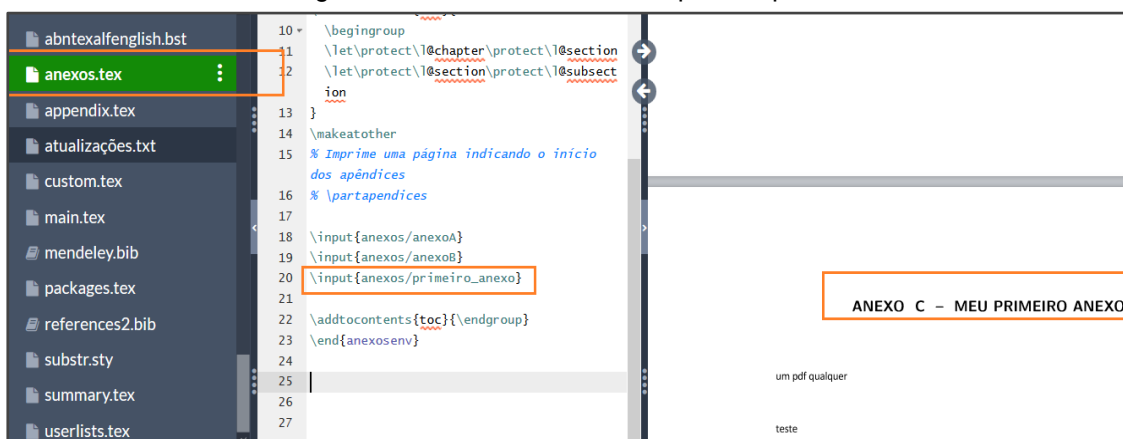 abntexalfenglish.bst
anexos.tex
appendix.tex
atualizações.txt
custom.tex
main.tex
mendeley.bib
packages.tex
references2.bib
substr.sty
summary.tex
userlists.tex
10 \begingroup
11 \let\protect\l@chapter\protect\l@section
12 \let\protect\l@section\protect\l@subsect
ion
13 }
14 \makeatother
15 % Imprime uma página indicando o início
dos apêndices
16 % \partapendices
17
18 \input{anexos/anexoA}
19 \input{anexos/anexoB}
20 \input{anexos/primeiro_anexo}
21
22 \addtocontents{toc}{\endgroup}
23 \end{anexosenv}
24
25
26
27
ANEXO C – MEU PRIMEIRO ANEXO
um pdf qualquer
teste